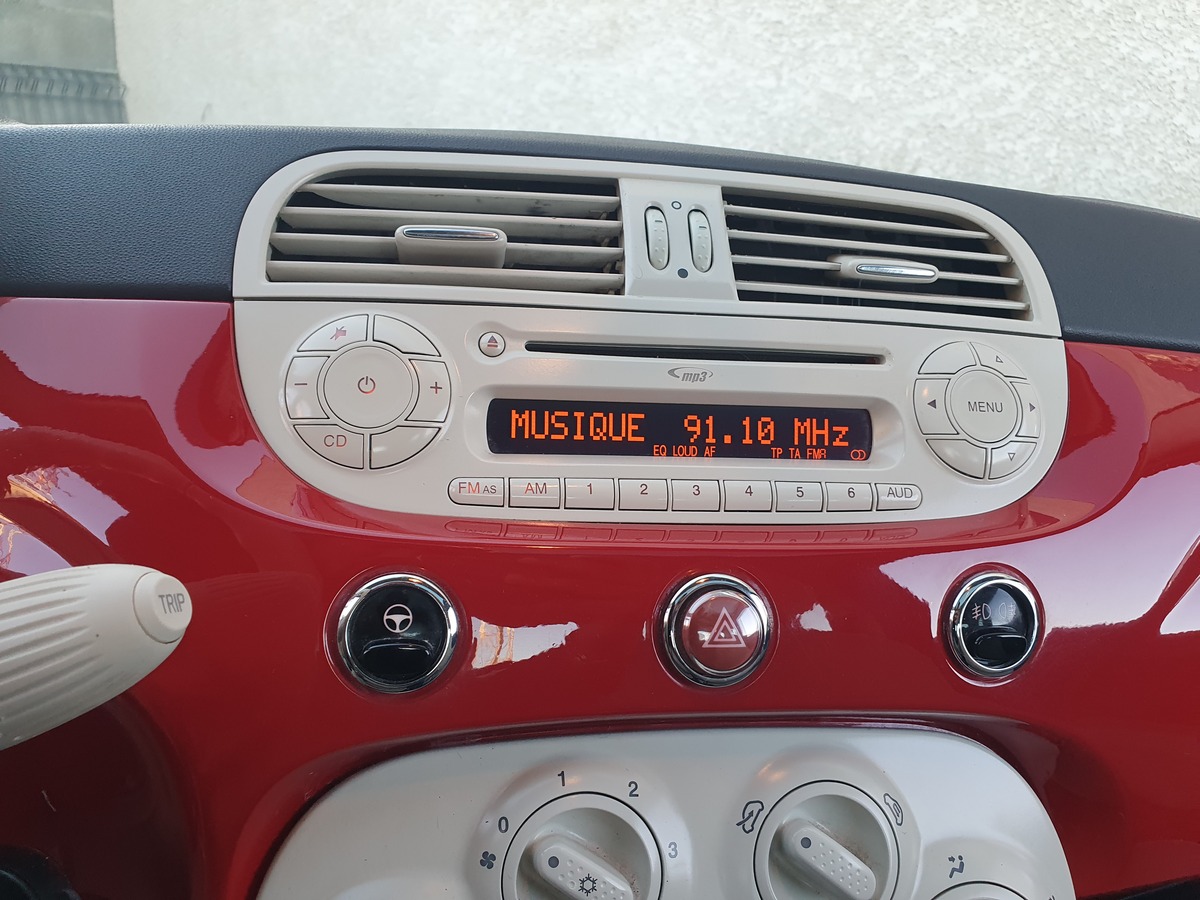 mp3
MENU
MUSIQUE 91.10 MHz
EQ LOUD AF TP TA FMA
CD
FM AS AM 1 2 3 4 5 6 AUD
TRIP
1
2
0
3